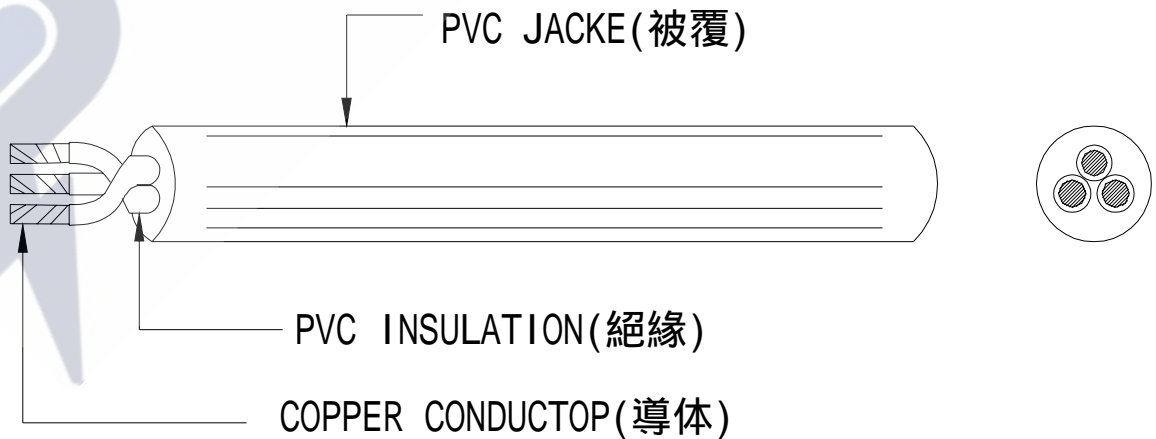 PVC JACKE(被覆)
PVC INSULATION(絕緣)
COPPER CONDUCTOP(導体)